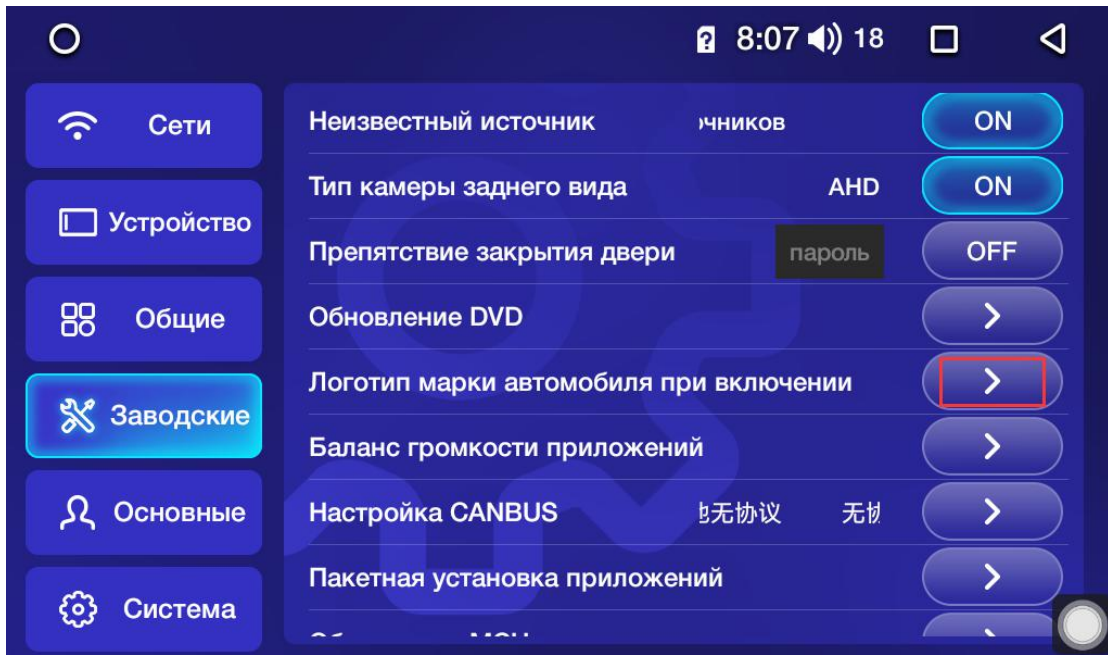 8:07 18
Сети
Устройство
Общие
Заводские
Основные
Система
Неизвестный источник
ON
Тип камеры заднего вида AHD ON
Препятствие закрытия двери пароль OFF
Обновление DVD
Логотип марки автомобиля при включении
Баланс громкости приложений
Настройка CANBUS 无协议 无
Пакетная установка приложений